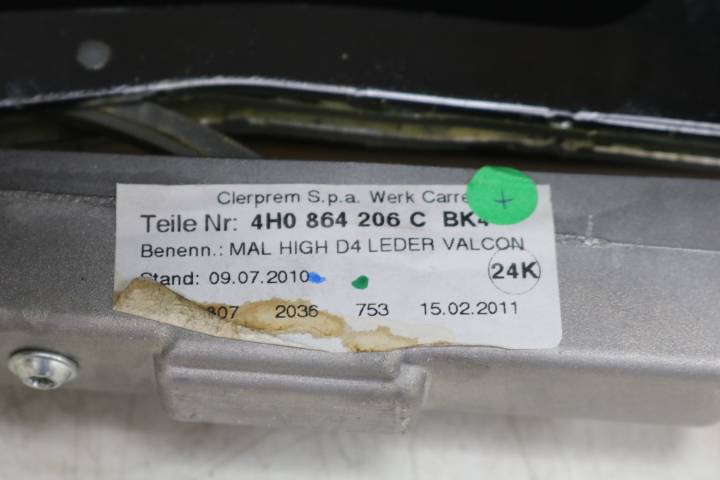 Clerprem S.p.a. Werk Carre
Teile Nr: 4H0 864 206 C BK4
Benenn.: MAL HIGH D4 LEDER VALCON
Stand: 09.07.2010
24K
807 2036 753 15.02.2011